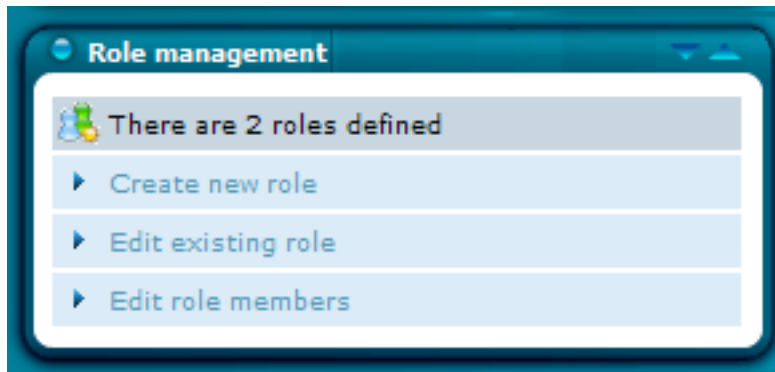 Role management
There are 2 roles defined
Create new role
Edit existing role
Edit role members